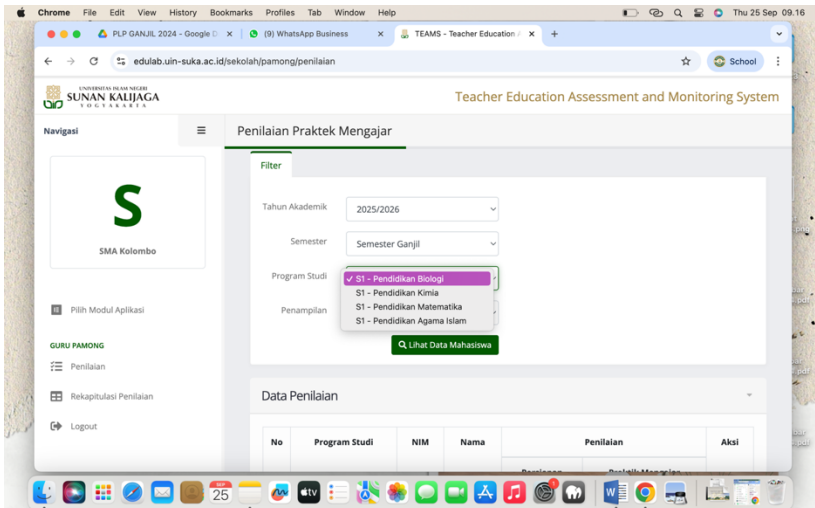 Chrome File Edit View History Bookmarks Profiles Tab Window Help Thu 25 Sep 09.16
PLP GANJIL 2024 - Google D (9) WhatsApp Business TEAMS - Teacher Education
edulab.uin-suka.ac.id/sekolah/pamong/penilaian School
UNIVERSITAS ISLAM NEGERI
SUNAN KALIJAGA
YOGYAKARTA
Teacher Education Assessment and Monitoring System
Navigasi
S
SMA Kolombo
Pilih Modul Aplikasi
GURU PAMONG
Penilaian
Rekapitulasi Penilaian
Logout
Penilaian Praktek Mengajar
Filter
Tahun Akademik 2025/2026
Semester Semester Ganjil
Program Studi
✓ S1 - Pendidikan Biologi
S1 - Pendidikan Kimia
S1 - Pendidikan Matematika
S1 - Pendidikan Agama Islam
Penampilan
Lihat Data Mahasiswa
Data Penilaian
No Program Studi NIM Nama Penilaian Aksi
SEP
25
tv
W